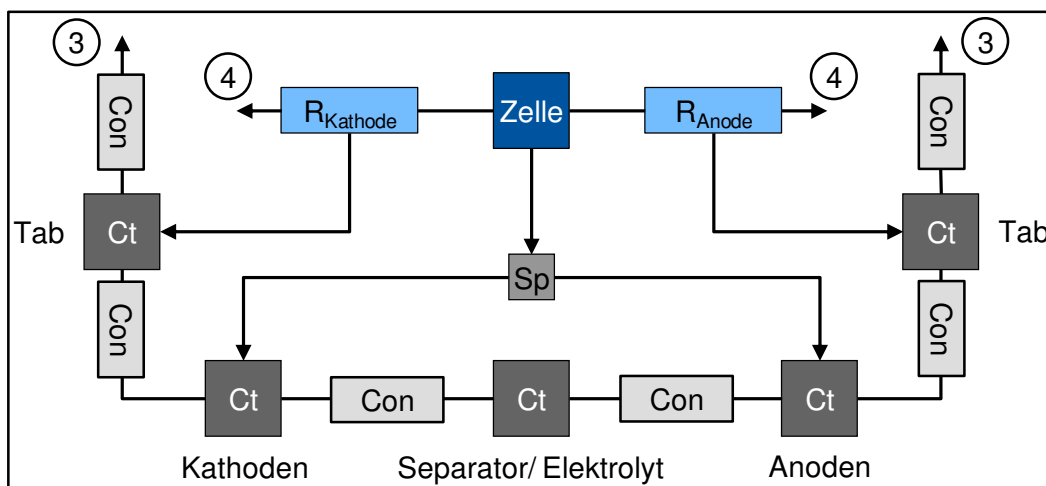 3
3
4
4
Con
R_Kathode
Zelle
R_Anode
Con
Tab
Ct
Ct
Tab
Sp
Con
Con
Ct
Con
Ct
Con
Ct
Kathoden
Separator/ Elektrolyt
Anoden